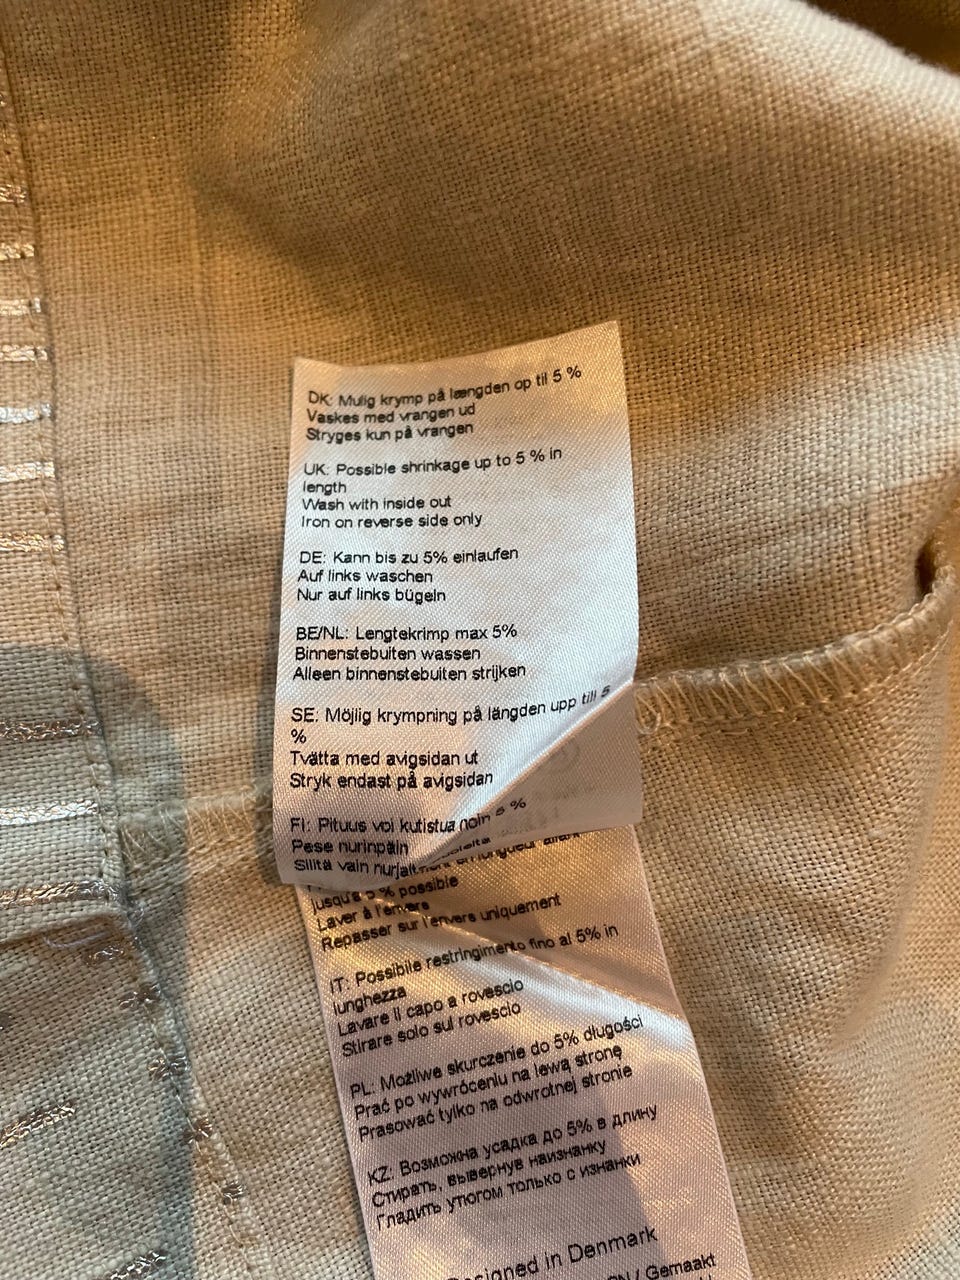 DK: Mulig krymp på længden op til 5 %
Vaskes med vrangen ud
Stryges kun på vrangen
UK: Possible shrinkage up to 5 % in
length
Wash with inside out
Iron on reverse side only
DE: Kann bis zu 5% einlaufen
Auf links waschen
Nur auf links bügeln
BE/NL: Lengtekrimp max 5%
Binnenstebuiten wassen
Alleen binnenstebuiten strijken
SE: Möjlig krympning på längden upp till 5
%
Tvätta med avigsidan ut
Stryk endast på avigsidan
FI: Pituus voi kutistua noin 5 %
Pese nurinpäin
Silitä vain
en longueur
jusqu'à 5 % possible
Laver à l'envers
Repasser sur l'envers uniquement
IT: Possibile restringimento fino al 5% in
lunghezza
Lavare il capo a rovescio
Stirare solo sul rovescio
PL: Możliwe skurczenie do 5% długości
Prać po wywróceniu na lewą stronę
Prasować tylko na odwrotnej stronie
KZ: Возможна усадка до 5% в длину
Стирать, вывернув наизнанку
Гладить утюгом только с изнанки
Designed in Denmark
/ Gemaakt